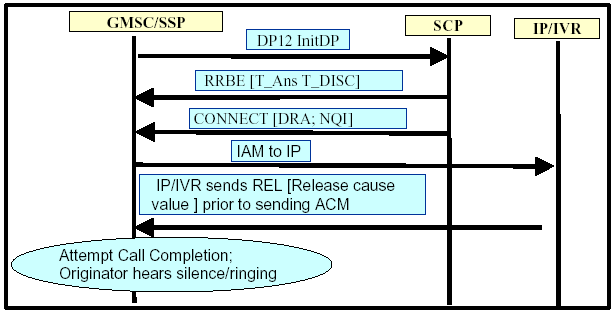 GMSC/SSP
SCP
IP/IVR
DP12 InitDP
RRBE [T_Ans T_DISC]
CONNECT [DRA; NQI]
IAM to IP
IP/IVR sends REL [Release cause
value ] prior to sending ACM
Attempt Call Completion;
Originator hears silence/ringing